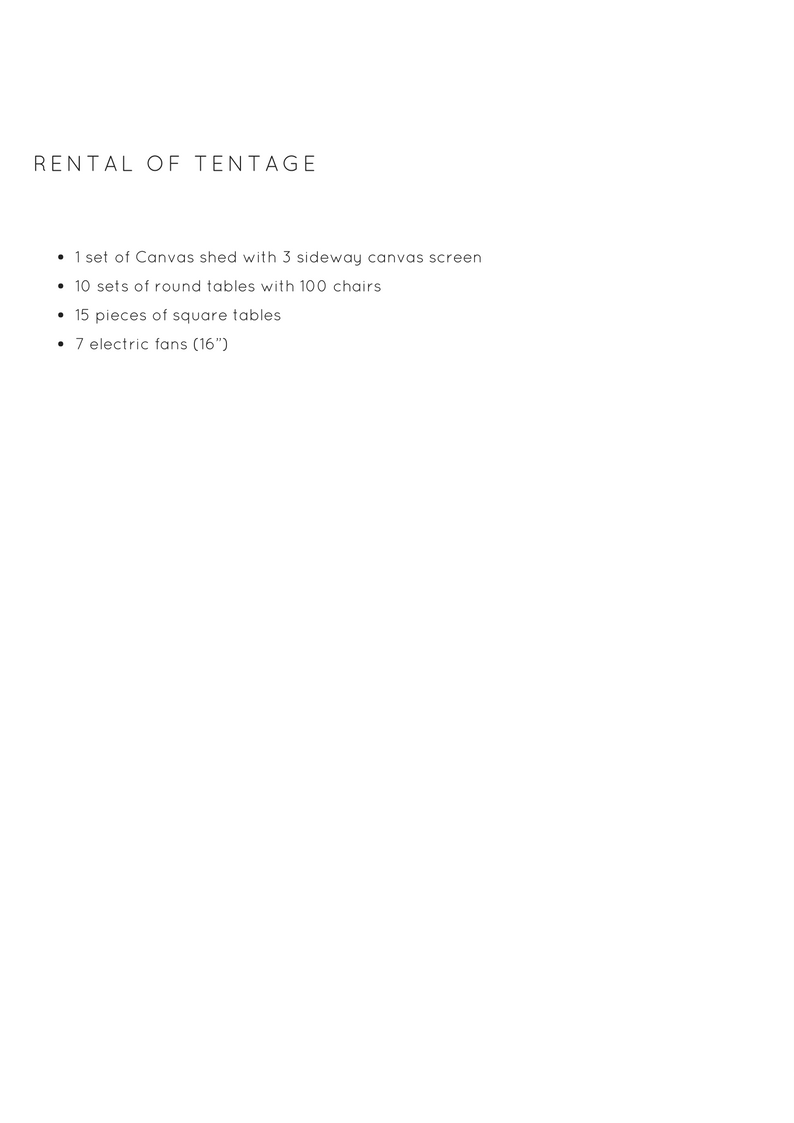 RENTAL OF TENTAGE
• 1 set of Canvas shed with 3 sideway canvas screen
• 10 sets of round tables with 100 chairs
• 15 pieces of square tables
• 7 electric fans (16”)